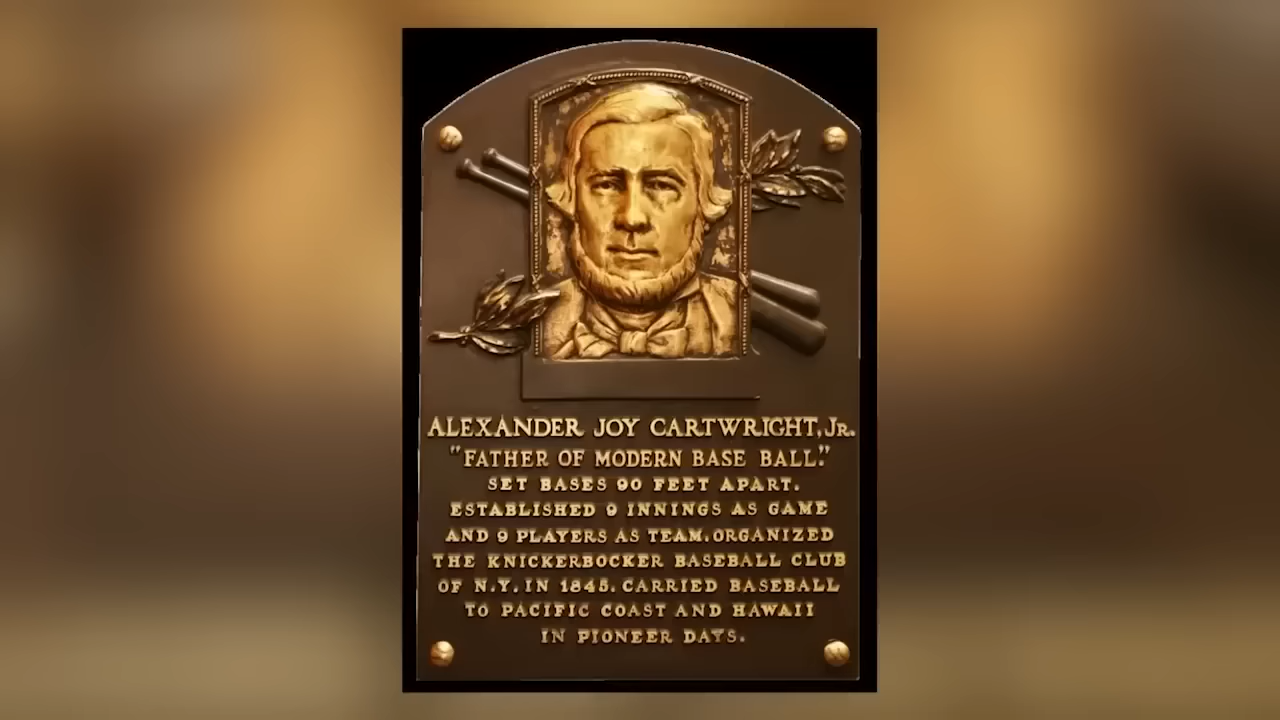 ALEXANDER JOY CARTWRIGHT, JR.
"FATHER OF MODERN BASE BALL."
SET BASES 90 FEET APART.
ESTABLISHED 9 INNINGS AS GAME
AND 9 PLAYERS AS TEAM. ORGANIZED
THE KNICKERBOCKER BASEBALL CLUB
OF N.Y. IN 1845. CARRIED BASEBALL
TO PACIFIC COAST AND HAWAII
IN PIONEER DAYS.